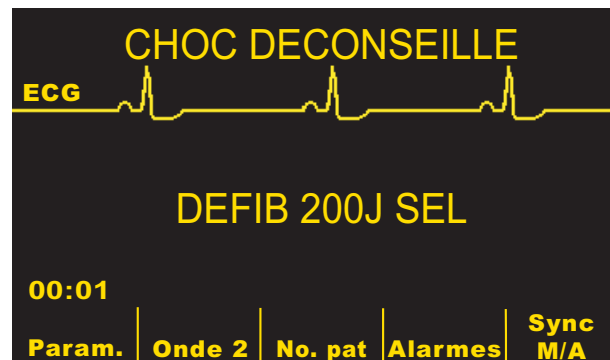 CHOC DECONSEILLE
ECG
DEFIB 200J SEL
00:01
Param. Onde 2 No. pat Alarmes Sync M/A